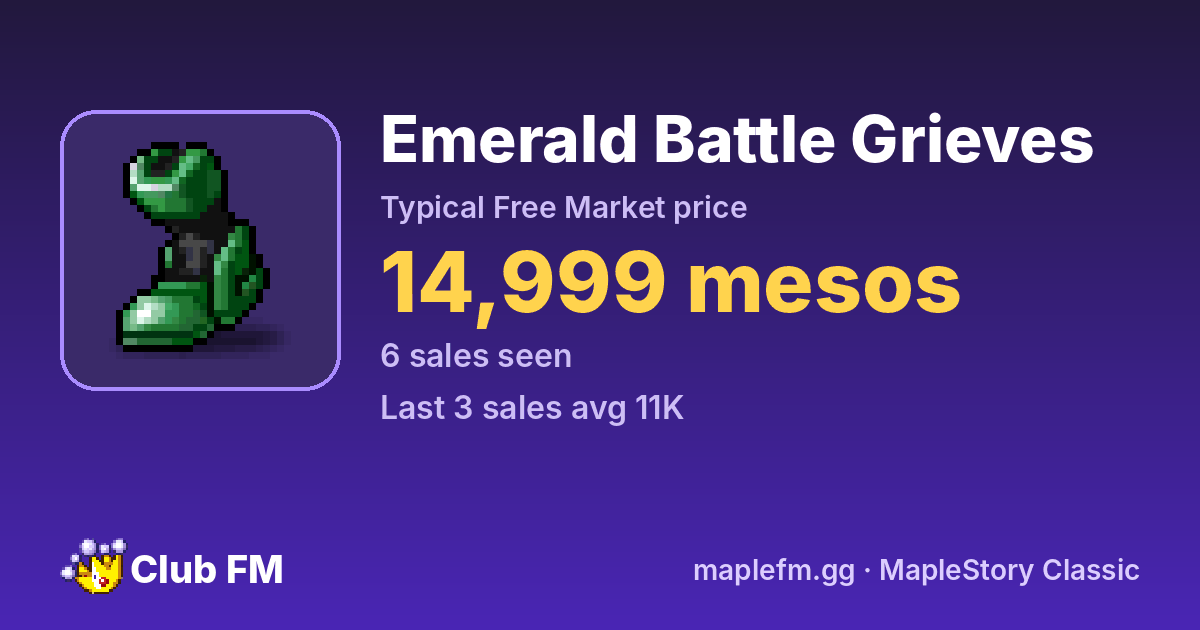 Emerald Battle Grieves
Typical Free Market price
14,999 mesos
6 sales seen
Last 3 sales avg 11K
Club FM
maplefm.gg · MapleStory Classic